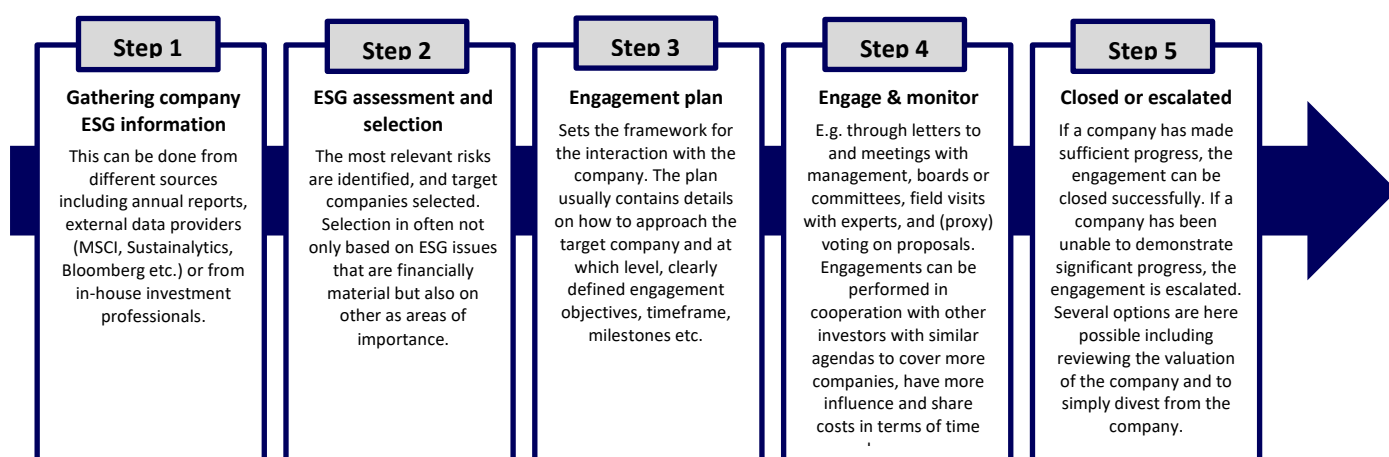 Step 1
Gathering company
ESG information
This can be done from
different sources
including annual reports,
external data providers
(MSCI, Sustainalytics,
Bloomberg etc.) or from
in-house investment
professionals.
Step 2
ESG assessment and
selection
The most relevant risks
are identified, and target
companies selected.
Selection in often not
only based on ESG issues
that are financially
material but also on
other as areas of
importance.
Step 3
Engagement plan
Sets the framework for
the interaction with the
company. The plan
usually contains details
on how to approach the
target company and at
which level, clearly
defined engagement
objectives, timeframe,
milestones etc.
Step 4
Engage & monitor
E.g. through letters to
and meetings with
management, boards or
committees, field visits
with experts, and (proxy)
voting on proposals.
Engagements can be
performed in
cooperation with other
investors with similar
agendas to cover more
companies, have more
influence and share
costs in terms of time
Step 5
Closed or escalated
If a company has made
sufficient progress, the
engagement can be
closed successfully. If a
company has been
unable to demonstrate
significant progress, the
engagement is escalated.
Several options are here
possible including
reviewing the valuation
of the company and to
simply divest from the
company.